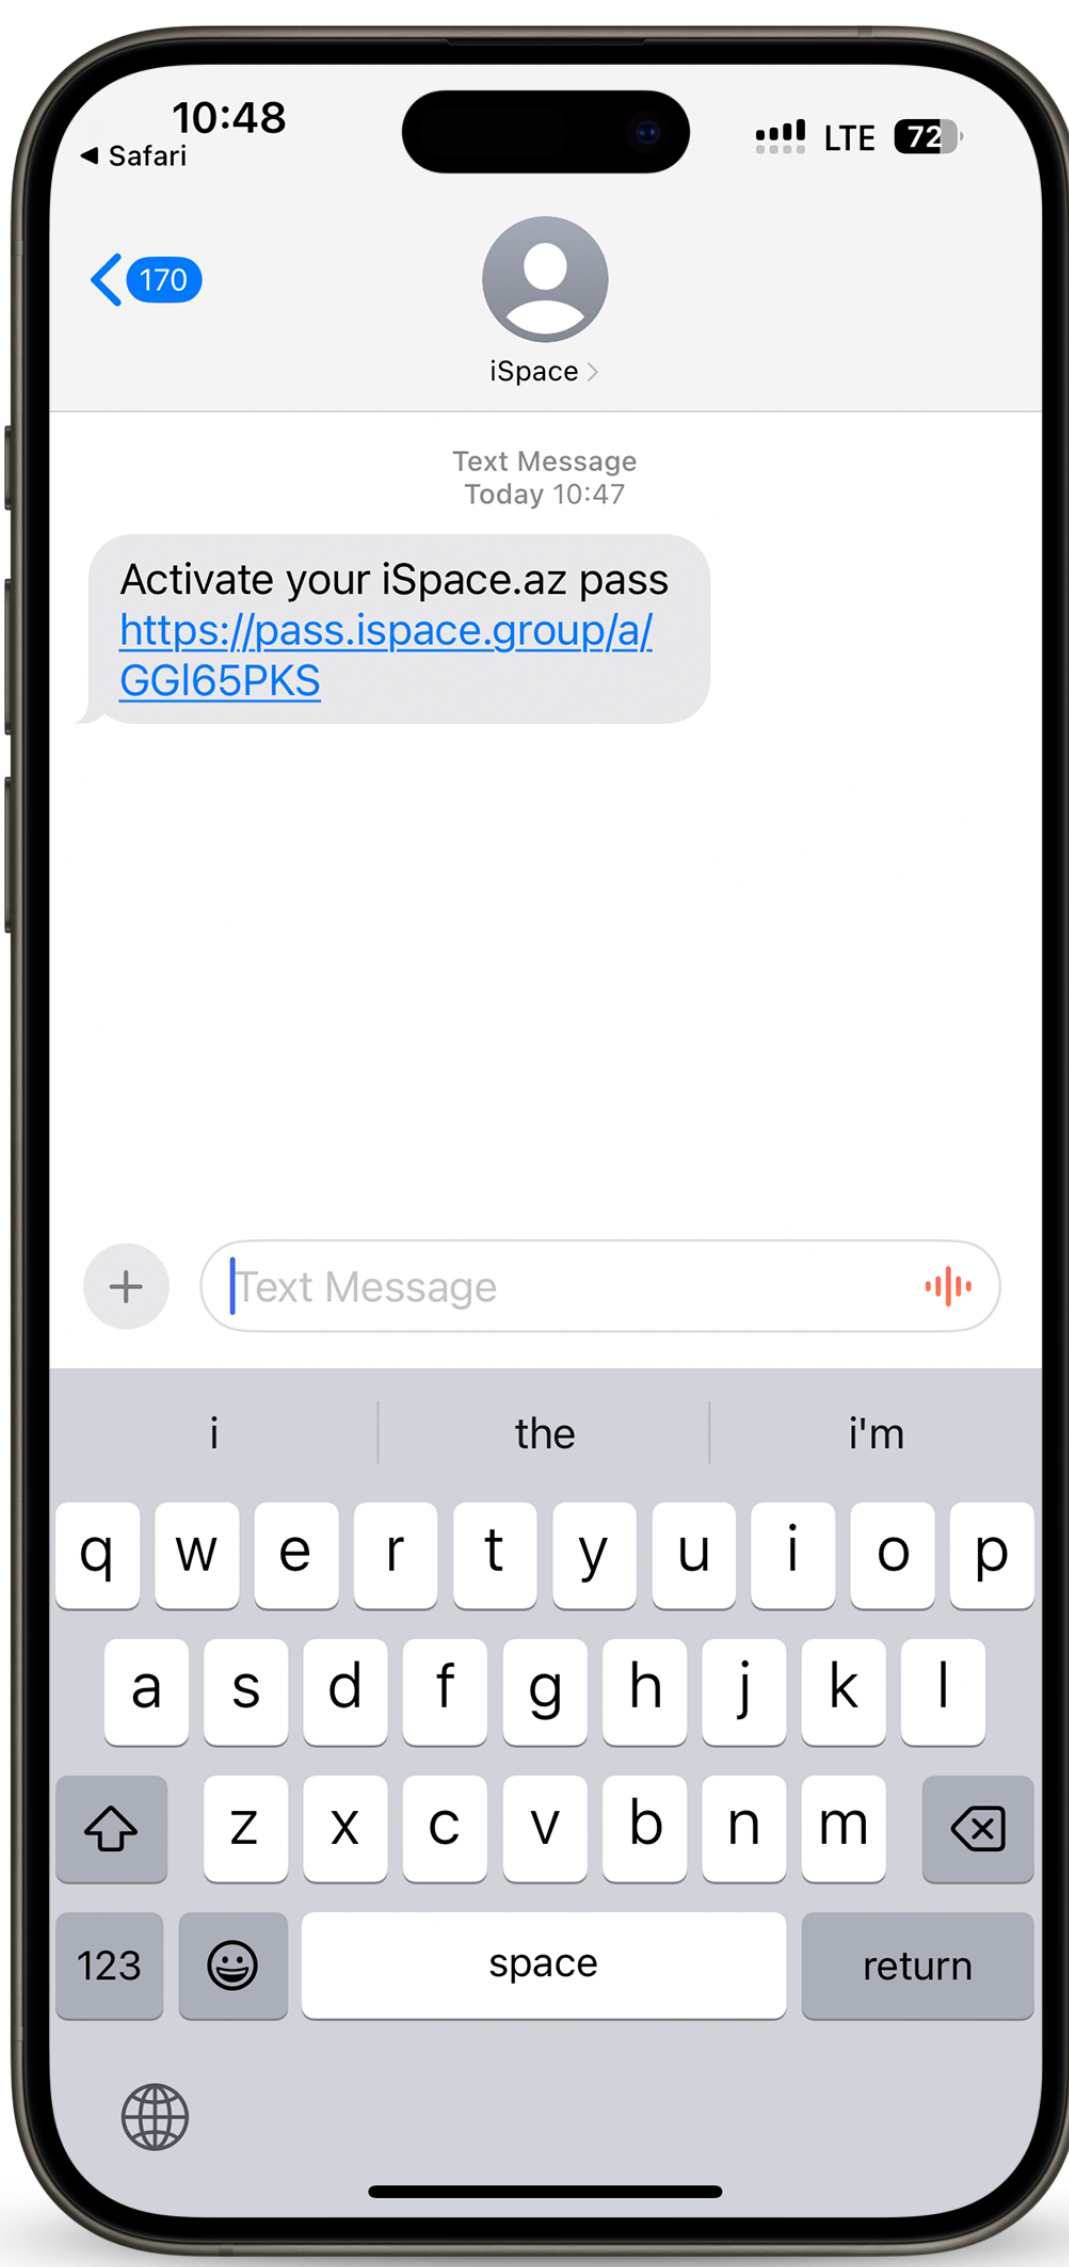 10:48
LTE 72
◀ Safari
170
iSpace
Text Message
Today 10:47
Activate your iSpace.az pass
https://pass.ispace.group/a/
GGl65PKS
Text Message
i the i'm
q w e r t y u i o p
a s d f g h j k l
z x c v b n m
123 space return